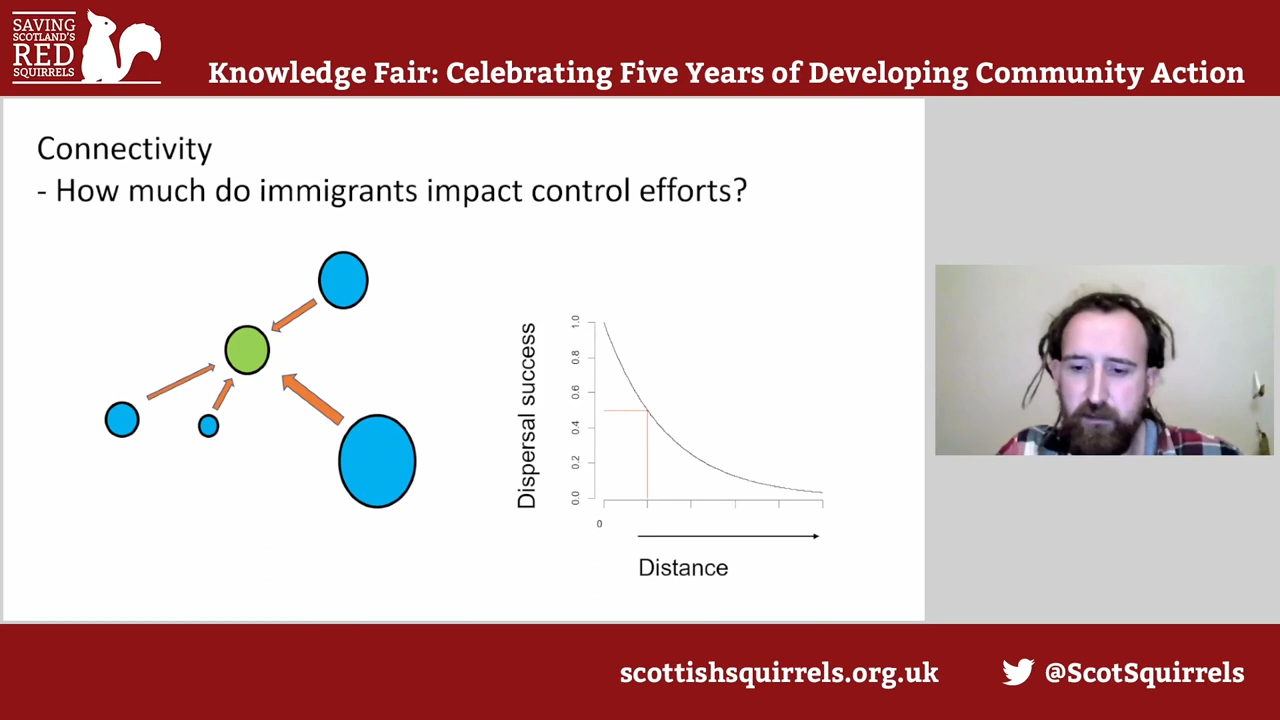 SAVING
SCOTLAND'S
RED
SQUIRRELS
Knowledge Fair: Celebrating Five Years of Developing Community Action
Connectivity
- How much do immigrants impact control efforts?
Dispersal success
1.0
0.8
0.6
0.4
0.2
0.0
0
Distance
scottishsquirrels.org.uk
@ScotSquirrels